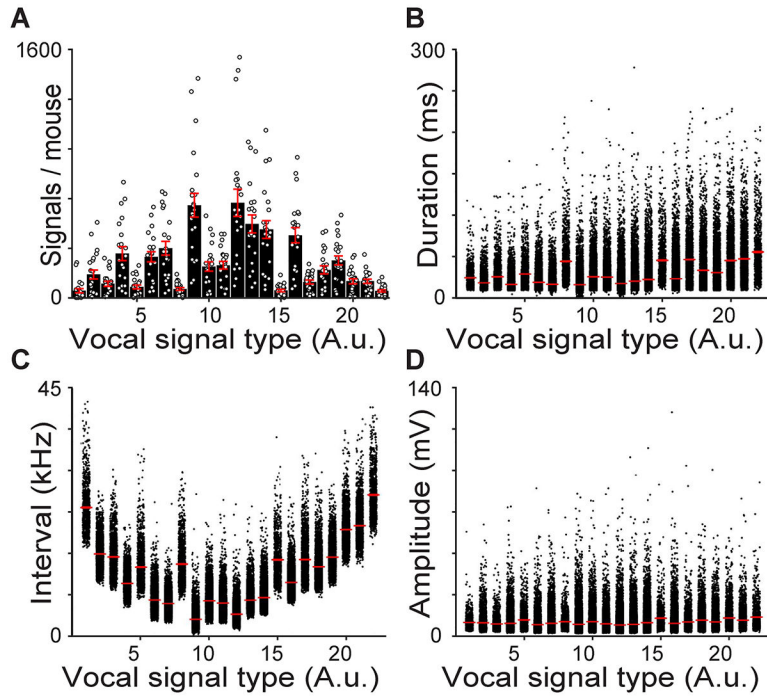 A
1600
Signals / mouse
0
5 10 15 20
Vocal signal type (A.u.)
B
300
Duration (ms)
0
5 10 15 20
Vocal signal type (A.u.)
C
45
Interval (kHz)
0
5 10 15 20
Vocal signal type (A.u.)
D
140
Amplitude (mV)
0
5 10 15 20
Vocal signal type (A.u.)